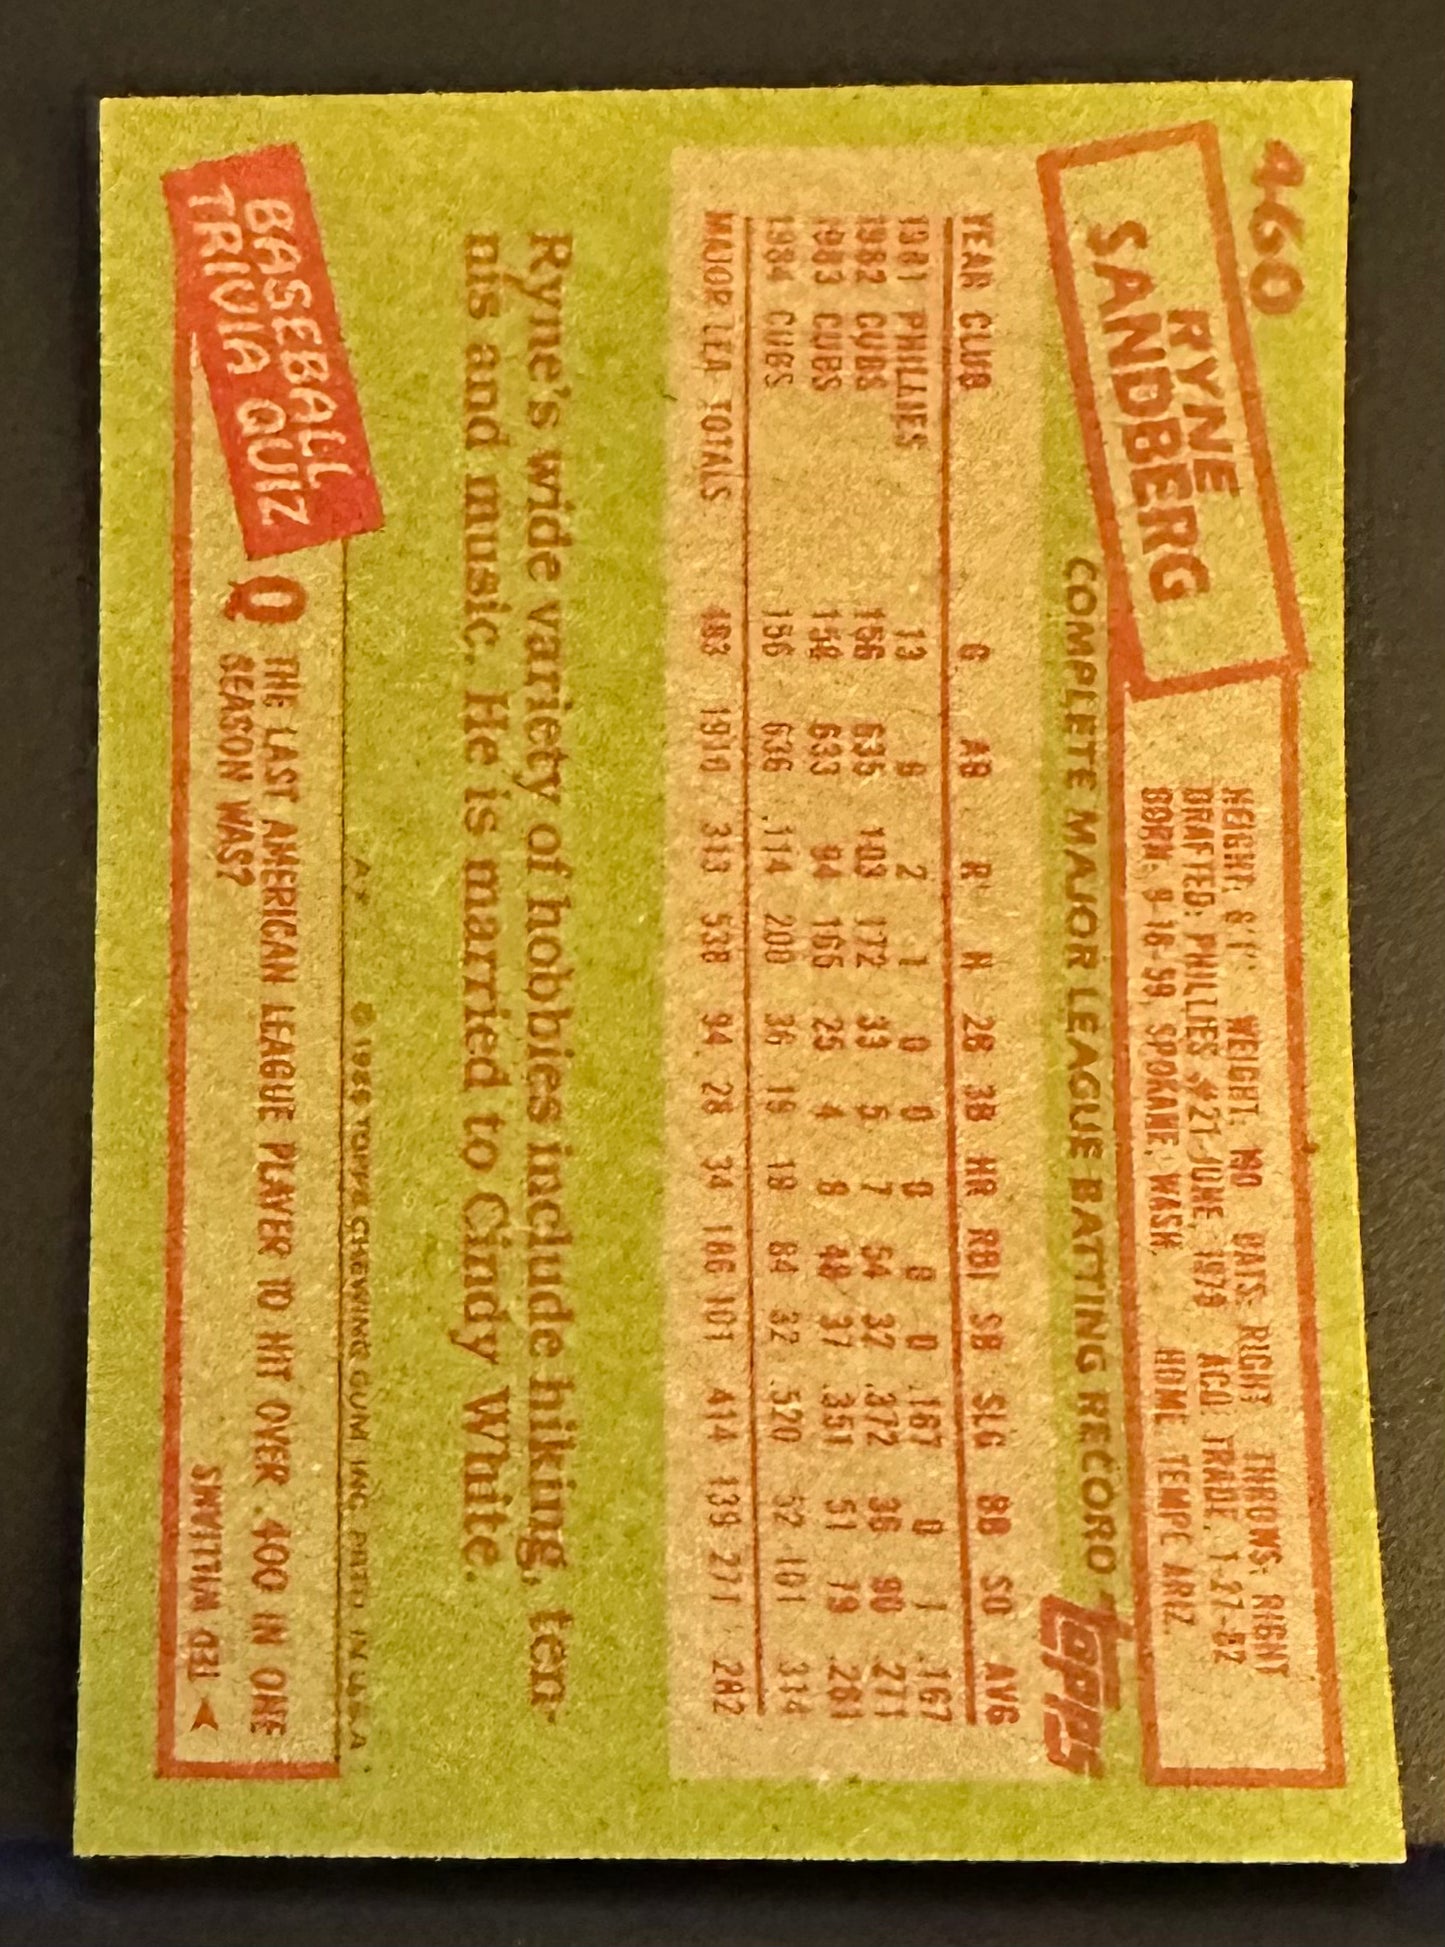 460
RYNE
SANDBERG
HEIGHT: 6'1" WEIGHT: 180 BATS: RIGHT THROWS: RIGHT
DRAFTED: PHILLIES #21-JUNE, 1978 ACQ: TRADE, 1-27-82
BORN: 9-18-59, SPOKANE, WASH. HOME: TEMPE ARIZ.
COMPLETE MAJOR LEAGUE BATTING RECORD
TOPPS
YEAR CLUB G AB R H 2B 3B HR RBI SB SLG BB SO AVG
1981 PHILLIES 13 6 2 1 0 0 0 0 0 .167 0 1 .167
1982 CUBS 156 635 103 172 33 5 7 54 32 .372 36 90 .271
1983 CUBS 158 633 94 165 25 4 8 48 37 .351 51 79 .261
1984 CUBS 156 636 114 200 36 19 19 84 32 .520 52 101 .314
MAJOR LEA TOTALS 483 1910 313 538 94 28 34 186 101 .414 139 271 .282
Ryne's wide variety of hobbies include hiking, ten-
nis and music. He is married to Cindy White.
A* © 1985 TOPPS CHEWING GUM, INC. PRTD IN U.S.A.
BASEBALL
TRIVIA QUIZ
Q THE LAST AMERICAN LEAGUE PLAYER TO HIT OVER .400 IN ONE
SEASON WAS?
TED WILLIAMS